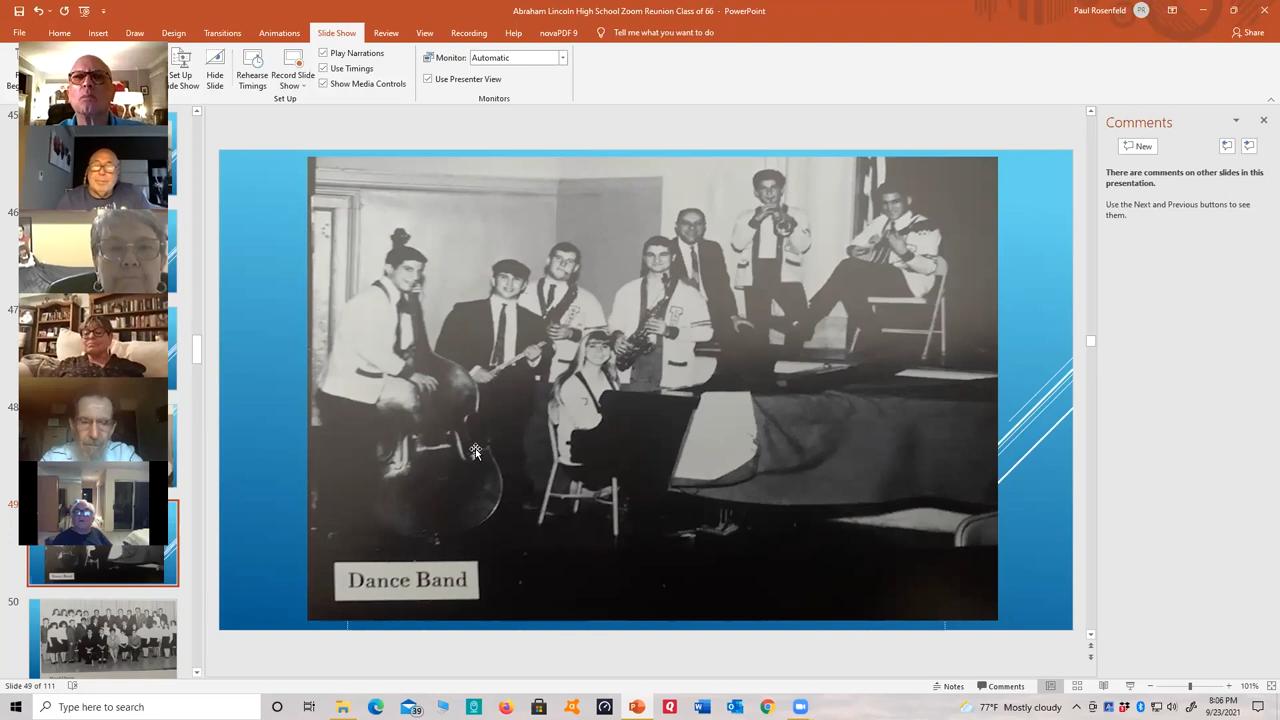 Abraham Lincoln High School Zoom Reunion Class of 66 - PowerPoint
Paul Rosenfeld
PR
File
Home
Insert
Draw
Design
Transitions
Animations
Slide Show
Review
View
Recording
Help
novaPDF 9
Tell me what you want to do
Share
Set Up
Hide
Slide
Rehearse
Timings
Record Slide
Show
Play Narrations
Use Timings
Show Media Controls
Set Up
Monitor:
Automatic
Use Presenter View
Monitors
45
46
47
48
49
50
Dance Band
Dance Band
Comments
New
There are comments on other slides in this
presentation.
Use the Next and Previous buttons to see
them.
Slide 49 of 111
Notes
Comments
101%
Type here to search
39
77°F Mostly cloudy
8:06 PM
9/23/2021